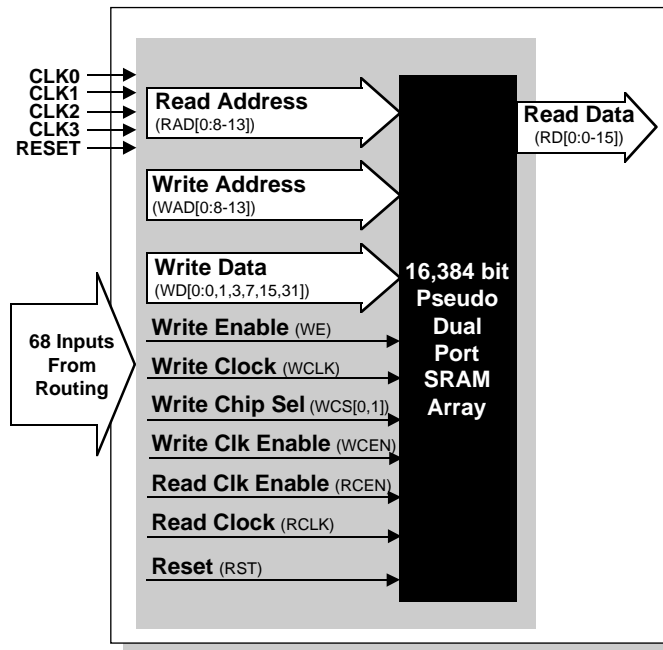 CLK0
CLK1
CLK2
CLK3
RESET
Read Address
(RAD[0:8-13])
Write Address
(WAD[0:8-13])
Write Data
(WD[0:0,1,3,7,15,31])
68 Inputs
From
Routing
Write Enable (WE)
Write Clock (WCLK)
Write Chip Sel (WCS[0,1])
Write Clk Enable (WCEN)
Read Clk Enable (RCEN)
Read Clock (RCLK)
Reset (RST)
16,384 bit
Pseudo
Dual
Port
SRAM
Array
Read Data
(RD[0:0-15])